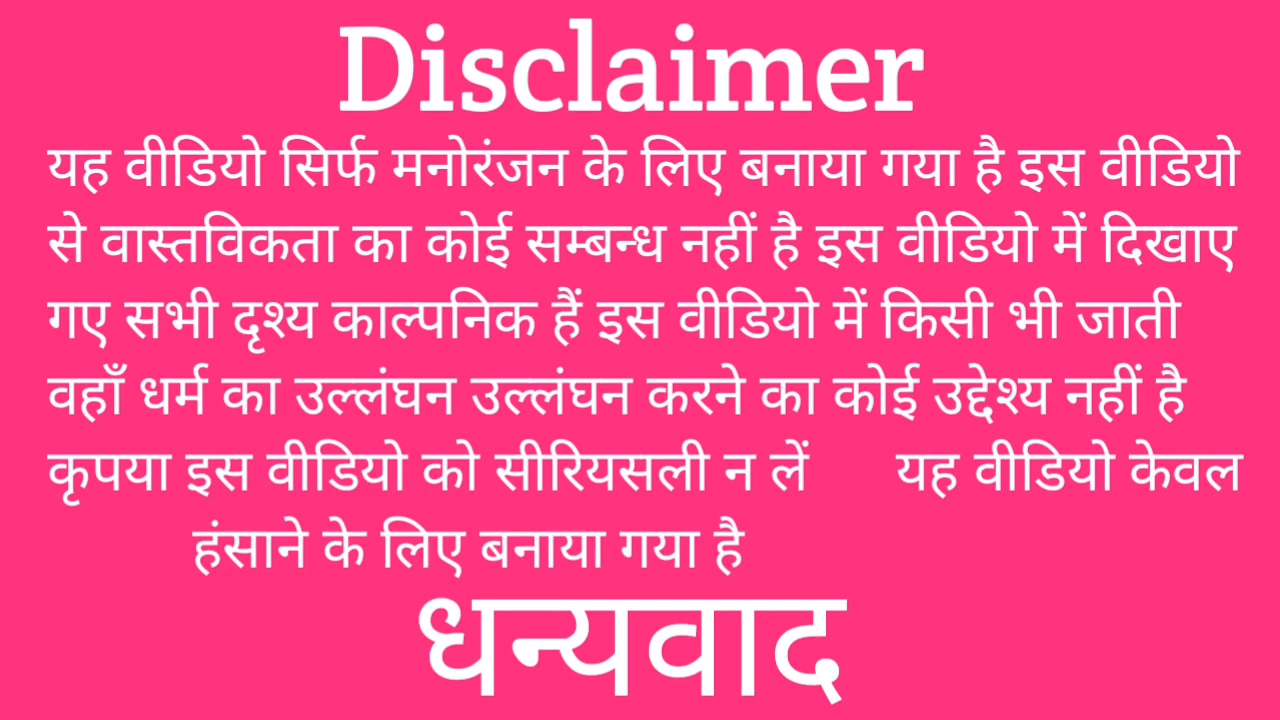 Disclaimer
यह वीडियो सिर्फ मनोरंजन के लिए बनाया गया है इस वीडियो
से वास्तविकता का कोई सम्बन्ध नहीं है इस वीडियो में दिखाए
गए सभी दृश्य काल्पनिक हैं इस वीडियो में किसी भी जाती
वहाँ धर्म का उल्लंघन उल्लंघन करने का कोई उद्देश्य नहीं है
कृपया इस वीडियो को सीरियसली न लें यह वीडियो केवल
हंसाने के लिए बनाया गया है
धन्यवाद